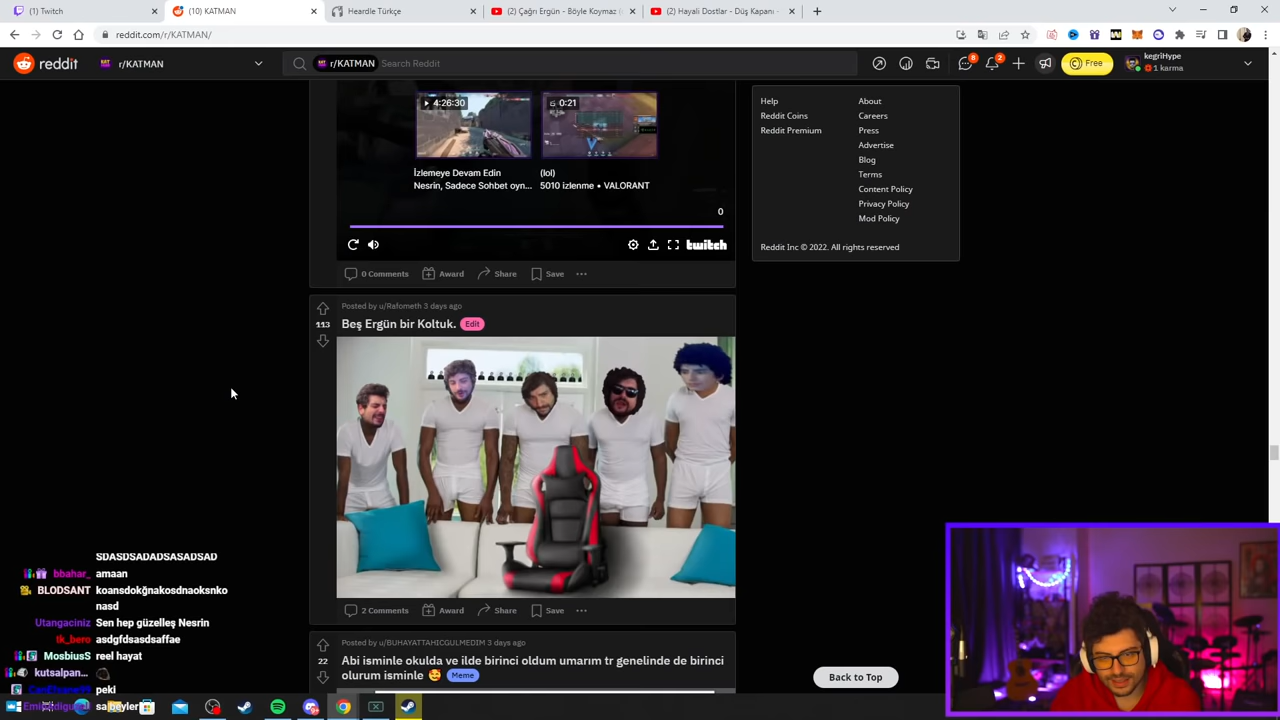 (1) Twitch
(10) KATMAN
Heardle Türkçe
(2) Çağrı Ergün - Böyle Koymaz (
(2) Hayali Dostlar - Düş Kapanı -
reddit.com/r/KATMAN/
reddit
r/KATMAN
r/KATMAN
Search Reddit
8
2
Free
kegriHype
1 karma
4:26:30
0:21
İzlemeye Devam Edin
Nesrin, Sadece Sohbet oyn...
(lol)
5010 izlenme • VALORANT
0
twitch
0 Comments
Award
Share
Save
Help
Reddit Coins
Reddit Premium
About
Careers
Press
Advertise
Blog
Terms
Content Policy
Privacy Policy
Mod Policy
Reddit Inc © 2022. All rights reserved
Posted by u/Rafometh 3 days ago
113
Beş Ergün bir Koltuk.
Edit
2 Comments
Award
Share
Save
Posted by u/BUHAYATTAHICGULMEDIM 3 days ago
22
Abi isminle okulda ve ilde birinci oldum umarım tr genelinde de birinci
olurum isminle
Meme
Back to Top
SDASDSADADSASADSAD
bbahar_ amaan
BLODSANT koansdokğnakosdnaoksnko
nasd
Utangaciniz Sen hep güzelleş Nesrin
tk_bero asdgfdsasdsaffae
MosbiusS reel hayat
kutsalpan...
peki